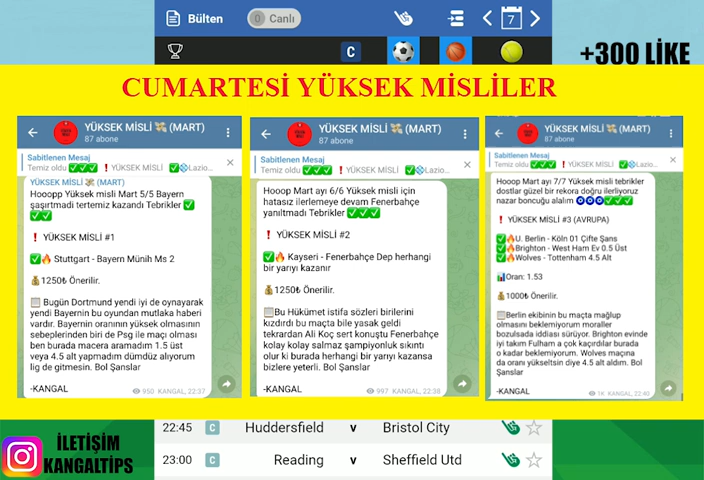 Bülten
0 Canlı
7
C
+300 LİKE
CUMARTESİ YÜKSEK MİSLİLER
YÜKSEK MİSLİ 💸 (MART)
87 abone
Sabitlenen Mesaj
Temiz oldu ✅✅✅ ❗ YÜKSEK MİSLİ ✅⚽Lazio...
YÜKSEK MİSLİ 💸 (MART)
Hooopp Yüksek misli Mart 5/5 Bayern
şaşırtmadi tertemiz kazandı Tebrikler ✅
✅✅
❗ YÜKSEK MİSLİ #1
✅🔥 Stuttgart - Bayern Münih Ms 2
💰1250₺ Önerilir.
🗒Bugün Dortmund yendi iyi de oynayarak
yendi Bayernin bu oyundan mutlaka haberi
vardır. Bayernin oranının yüksek olmasının
sebeplerinden biri de Psg ile maçı olması
ben burada macera aramadım 1.5 üst
veya 4.5 alt yapmadım dümdüz alıyorum
lig de gitmesin. Bol Şanslar
-KANGAL
950 KANGAL, 22:37
YÜKSEK MİSLİ 💸 (MART)
87 abone
Sabitlenen Mesaj
Temiz oldu ✅✅✅ ❗ YÜKSEK MİSLİ ✅⚽Lazio...
Hooop Mart ayı 6/6 Yüksek misli için
hatasız ilerlemeye devam Fenerbahçe
yanıltmadı Tebrikler ✅✅✅
❗ YÜKSEK MİSLİ #2
✅🔥 Kayseri - Fenerbahçe Dep herhangi
bir yarıyı kazanır
💰1250₺ Önerilir.
🗒Bu Hükümet istifa sözleri birilerini
kızdırdı bu maçta bile yasak geldi
tekrardan Ali Koç sert konuştu Fenerbahçe
kolay kolay salmaz şampiyonluk sıkıntı
olur ki burada herhangi bir yarıyı kazansa
bizlere yeterli. Bol Şanslar
-KANGAL
997 KANGAL, 22:38
YÜKSEK MİSLİ 💸 (MART)
87 abone
Sabitlenen Mesaj
Temiz oldu ✅✅✅ ❗ YÜKSEK MİSLİ ✅⚽Lazio...
Hooop Mart ayı 7/7 Yüksek misli tebrikler
dostlar güzel bir rekora doğru ilerliyoruz
nazar boncuğu alalım 🧿🧿🧿✅✅✅
❗ YÜKSEK MİSLİ #3 (AVRUPA)
✅🔥U. Berlin - Köln 01 Çifte Şans
✅🔥Brighton - West Ham Ev 0.5 Üst
✅🔥Wolves - Tottenham 4.5 Alt
📊Oran: 1.53
💰1000₺ Önerilir.
🗒Berlin ekibinin bu maçta mağlup
olmasını beklemiyorum moraller
bozulsada iddiası sürüyor. Brighton evinde
iyi takım Fulham a çok kaçırdılar burada
o kadar beklemiyorum. Wolves maçına
da oranı yükseltsin diye 4.5 alt aldım. Bol
Şanslar
-KANGAL
1K KANGAL, 22:40
22:45 C Huddersfield v Bristol City
23:00 C Reading v Sheffield Utd
İLETİŞİM
KANGALTİPS